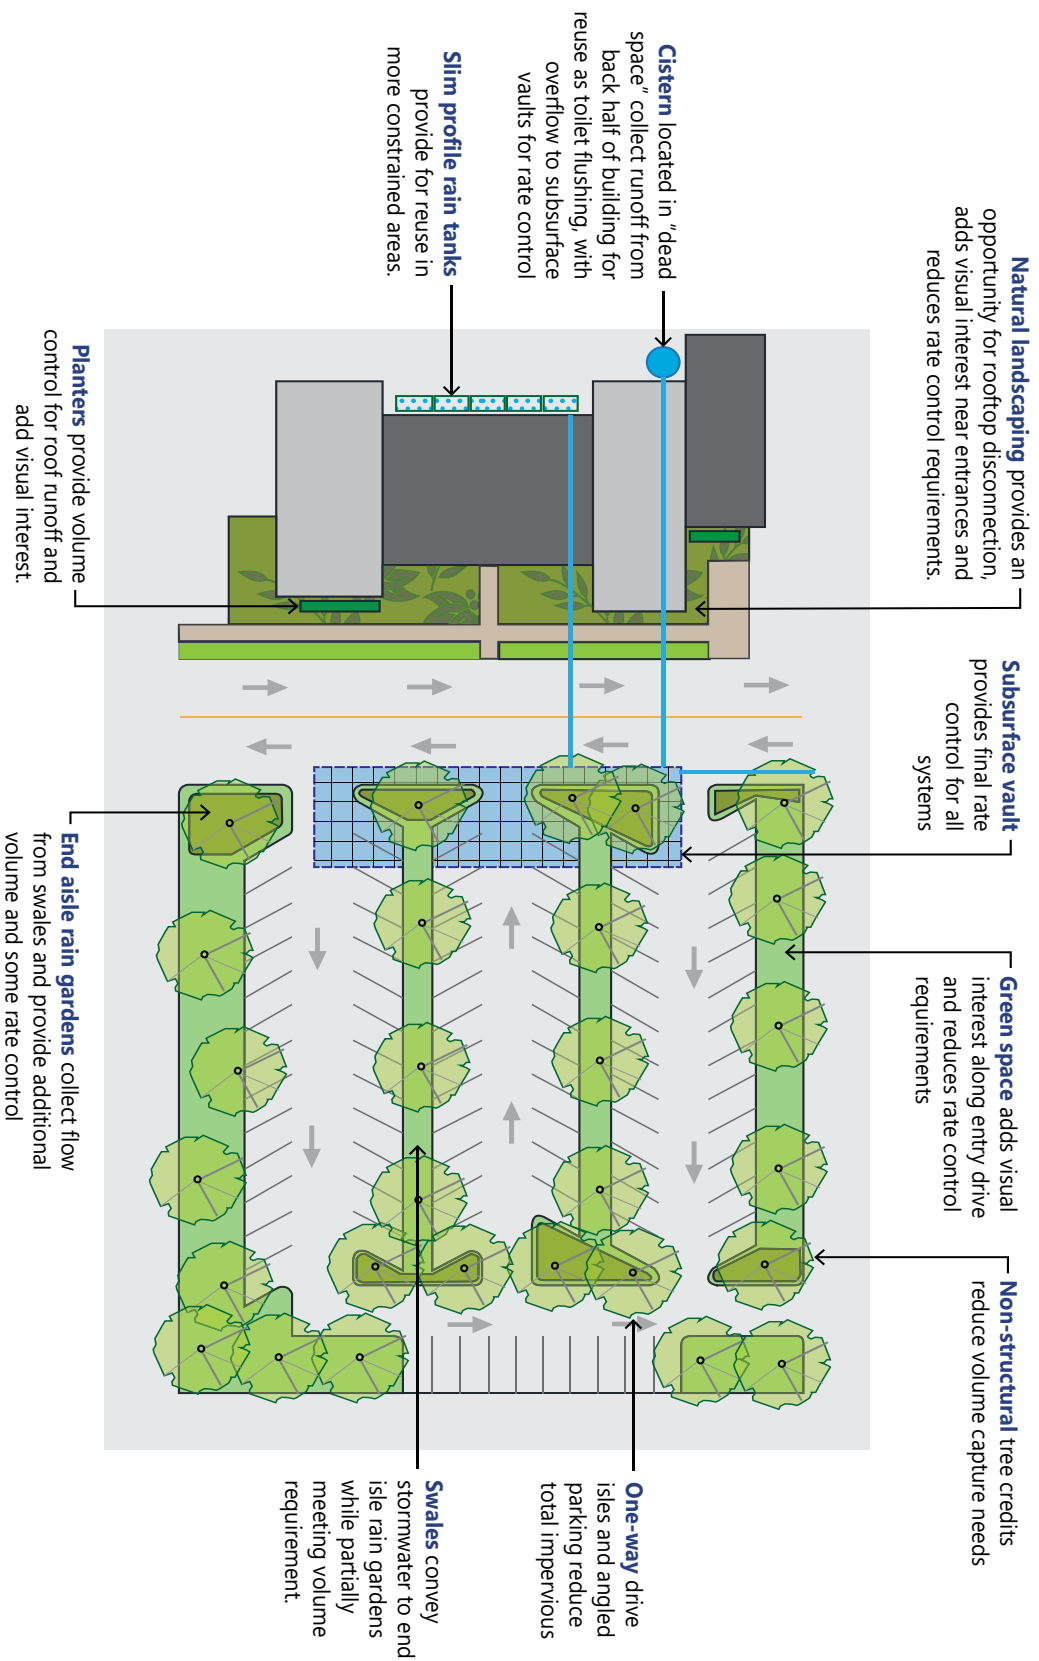 Natural landscaping provides an
opportunity for rooftop disconnection,
adds visual interest near entrances and
reduces rate control requirements.
Subsurface vault
provides final rate
control for all
systems
Green space adds visual
interest along entry drive
and reduces rate control
requirements
Non-structural tree credits
reduce volume capture needs
Cistern located in “dead
space” collect runoff from
back half of building for
reuse as toilet flushing, with
overflow to subsurface
vaults for rate control
Slim profile rain tanks
provide for reuse in
more constrained areas.
One-way drive
isles and angled
parking reduce
total impervious
Swales convey
stormwater to end
isle rain gardens
while partially
meeting volume
requirement.
Planters provide volume
control for roof runoff and
add visual interest.
End aisle rain gardens collect flow
from swales and provide additional
volume and some rate control